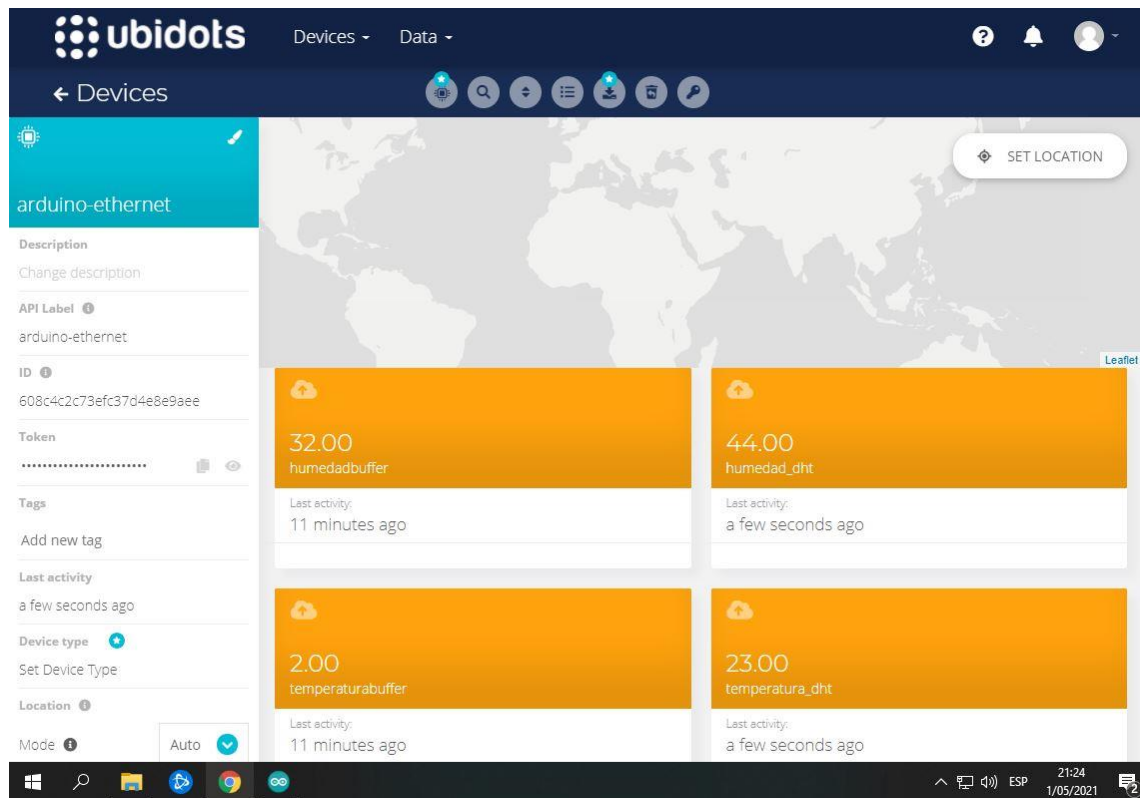 ubidots
Devices
Data
Devices
SET LOCATION
arduino-ethernet
Description
Change description
API Label
arduino-ethernet
ID
608c4c2c73efc37d4e8e9aee
Token
Tags
Add new tag
Last activity
a few seconds ago
Device type
Set Device Type
Location
Mode
Auto
Leaflet
32.00
humedadbuffer
Last activity:
11 minutes ago
44.00
humedad_dht
Last activity:
a few seconds ago
2.00
temperaturabuffer
Last activity:
11 minutes ago
23.00
temperatura_dht
Last activity:
a few seconds ago
ESP
21:24
1/05/2021
2